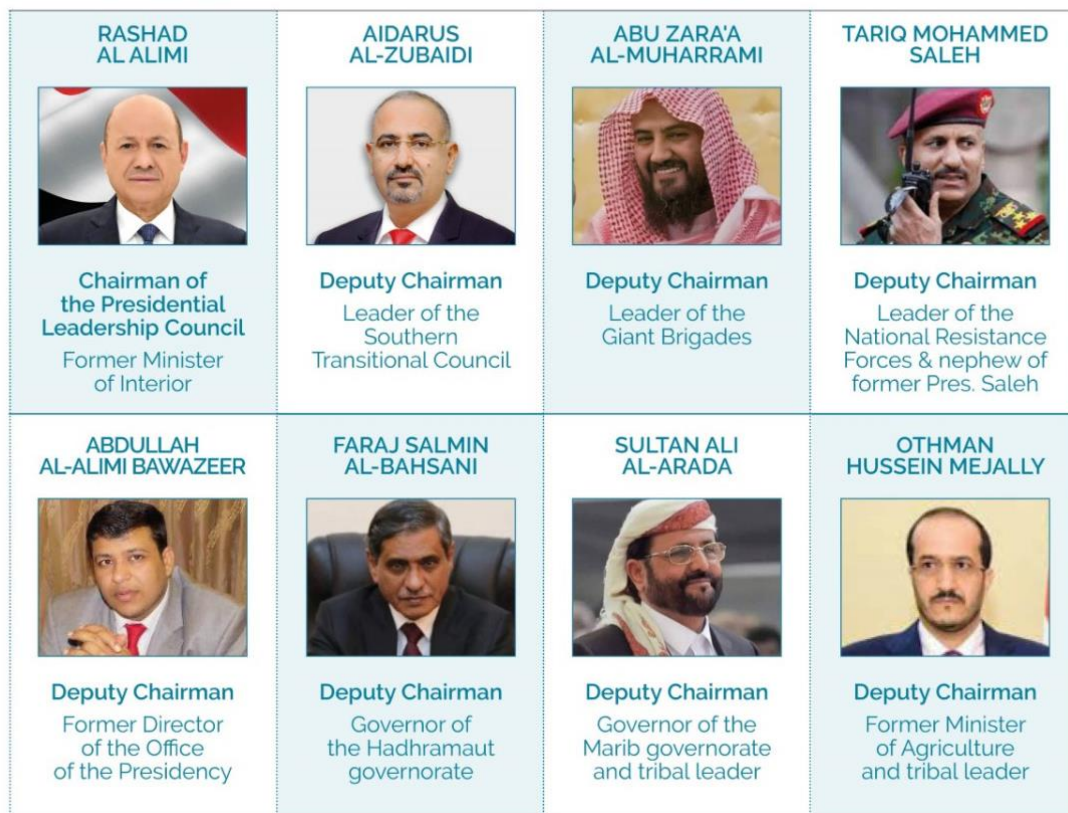 RASHAD
AL ALIMI
Chairman of
the Presidential
Leadership Council
Former Minister
of Interior
AIDARUS
AL-ZUBAIDI
Deputy Chairman
Leader of the
Southern
Transitional Council
ABU ZARA'A
AL-MUHARRAMI
Deputy Chairman
Leader of the
Giant Brigades
TARIQ MOHAMMED
SALEH
Deputy Chairman
Leader of the
National Resistance
Forces & nephew of
former Pres. Saleh
ABDULLAH
AL-ALIMI BAWAZEER
Deputy Chairman
Former Director
of the Office
of the Presidency
FARAJ SALMIN
AL-BAHSANI
Deputy Chairman
Governor of
the Hadhramaut
governorate
SULTAN ALI
AL-ARADA
Deputy Chairman
Governor of the
Marib governorate
and tribal leader
OTHMAN
HUSSEIN MEJALLY
Deputy Chairman
Former Minister
of Agriculture
and tribal leader